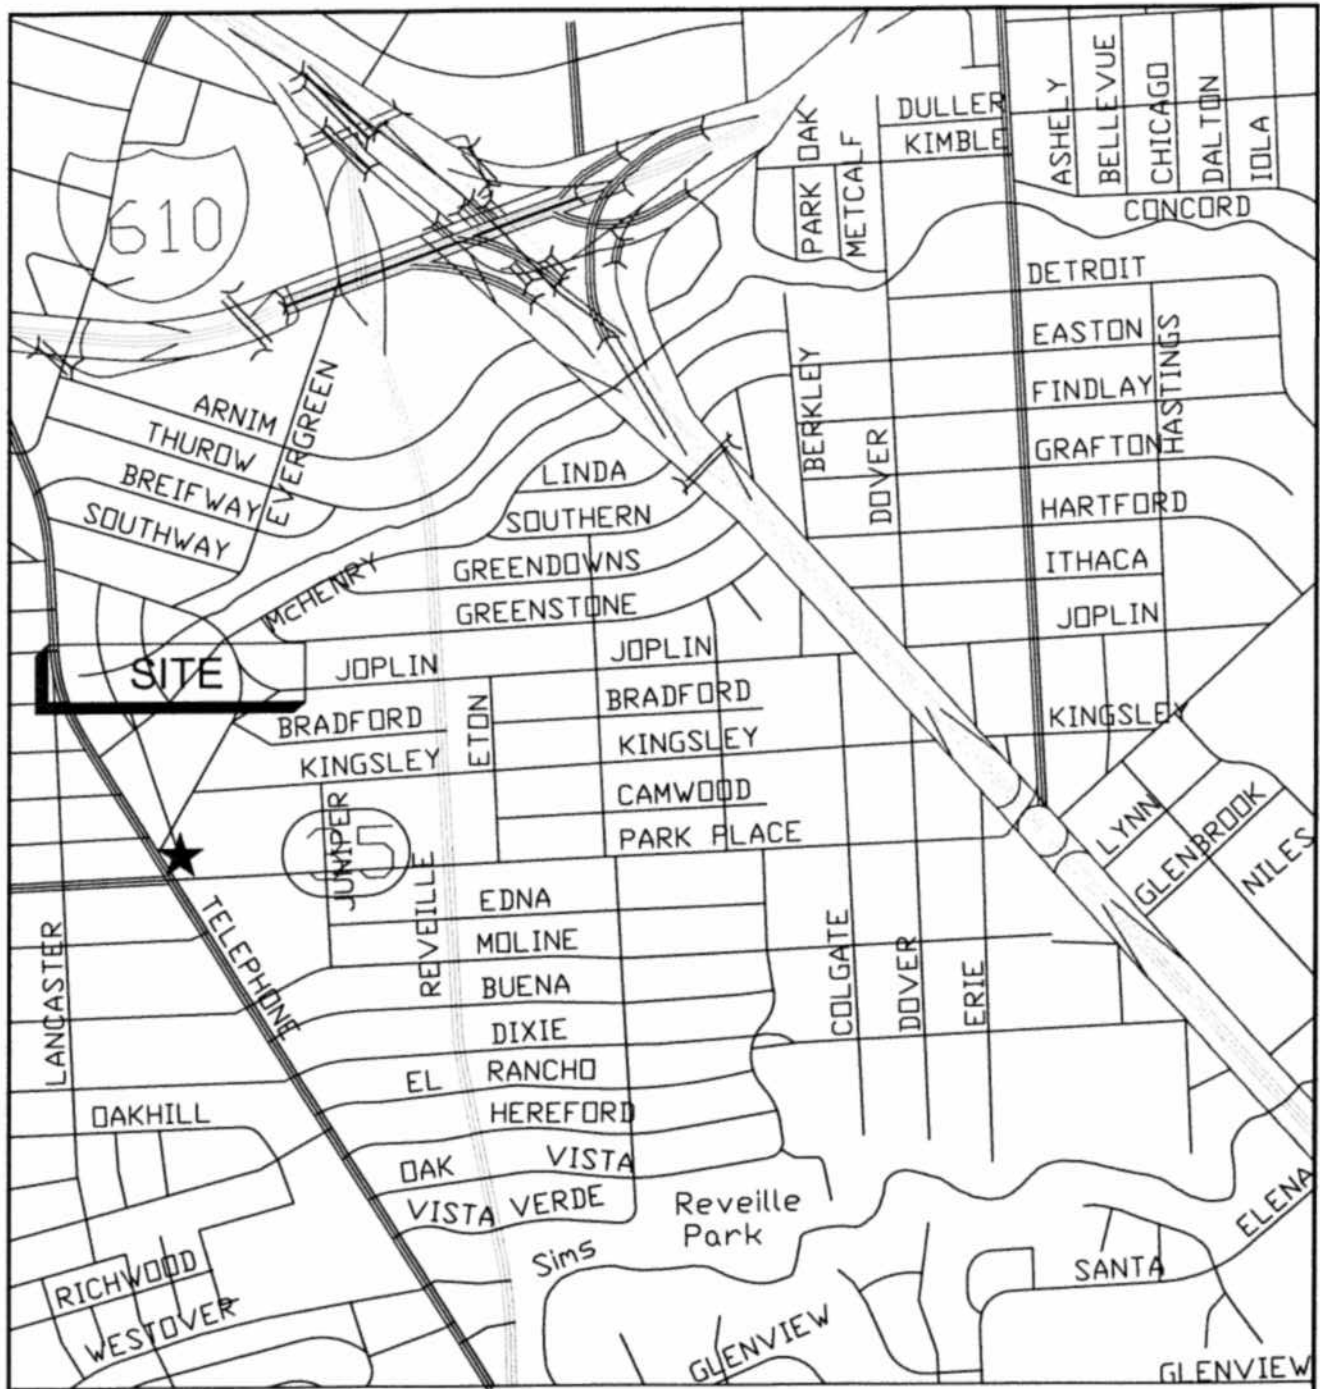 DULLER
KIMBLE
PARK OAK
METCALF
ASHELY
BELLEVUE
CHICAGO
DALTON
IOLA
CONCORD
610
DETROIT
EASTON
HASTINGS
FINDLAY
BERKLEY
DOVER
GRAFTON
HARTFORD
ITHACA
JOPLIN
ARNIM
THUROW
EVERGREEN
BREIFWAY
SOUTHWAY
LINDA
SOUTHERN
GREENDOWNS
McHENRY
GREENSTONE
SITE
JOPLIN
JOPLIN
BRADFORD
BRADFORD
ETON
KINGSLEY
KINGSLEY
KINGSLEY
CAMWOOD
PARK PLACE
JUNIPER
35
REVEILLE
LYNN
GLENBROOK
NILES
EDNA
MOLINE
BUENA
DIXIE
EL RANCHO
HEREFORD
OAK VISTA
VISTA VERDE
LANCASTER
TELEPHONE
COLGATE
DOVER
ERIE
OAKHILL
Reveille
Park
Sims
RICHWOOD
WESTOVER
GLENVIEW
SANTA ELENA
GLENVIEW